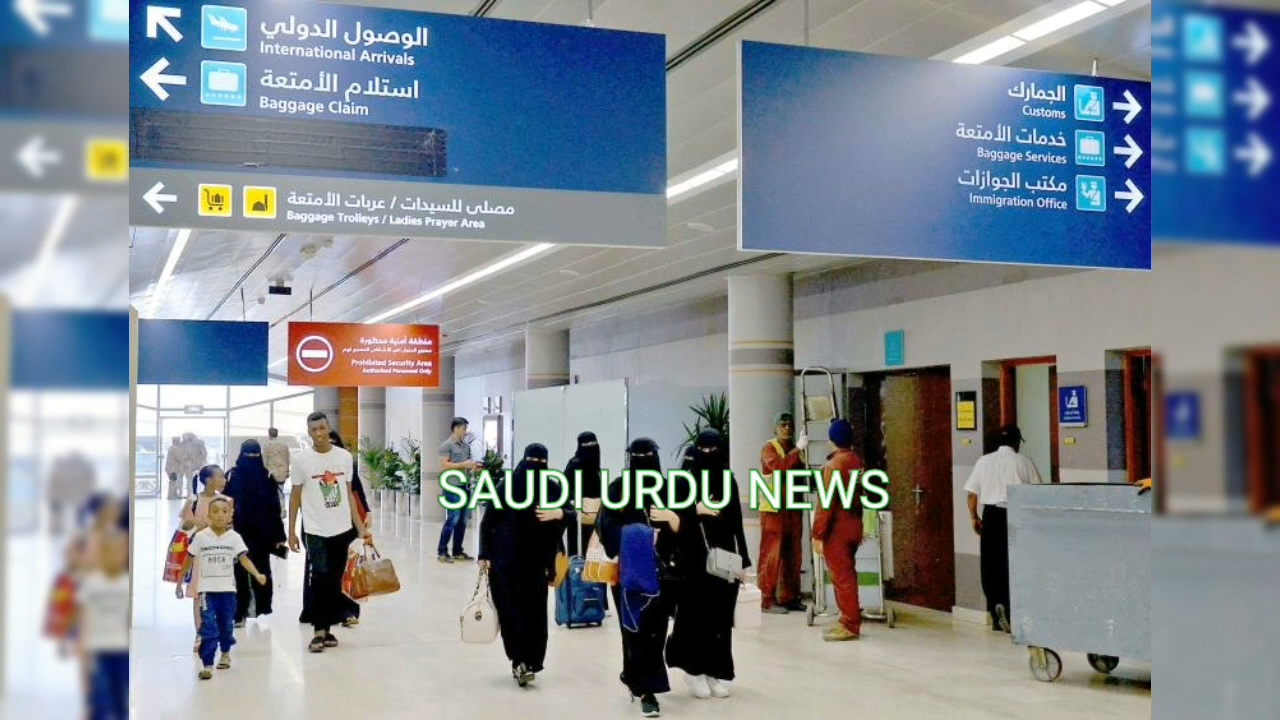 الوصول الدولي
International Arrivals
استلام الأمتعة
Baggage Claim
مصلى للسيدات / عربات الأمتعة
Baggage Trolleys / Ladies Prayer Area
الجمارك
Customs
خدمات الأمتعة
Baggage Services
مكتب الجوازات
Immigration Office
منطقة أمنية محظورة
Prohibited Security Area
Authorised Personnel Only
SAUDI URDU NEWS
ROCK